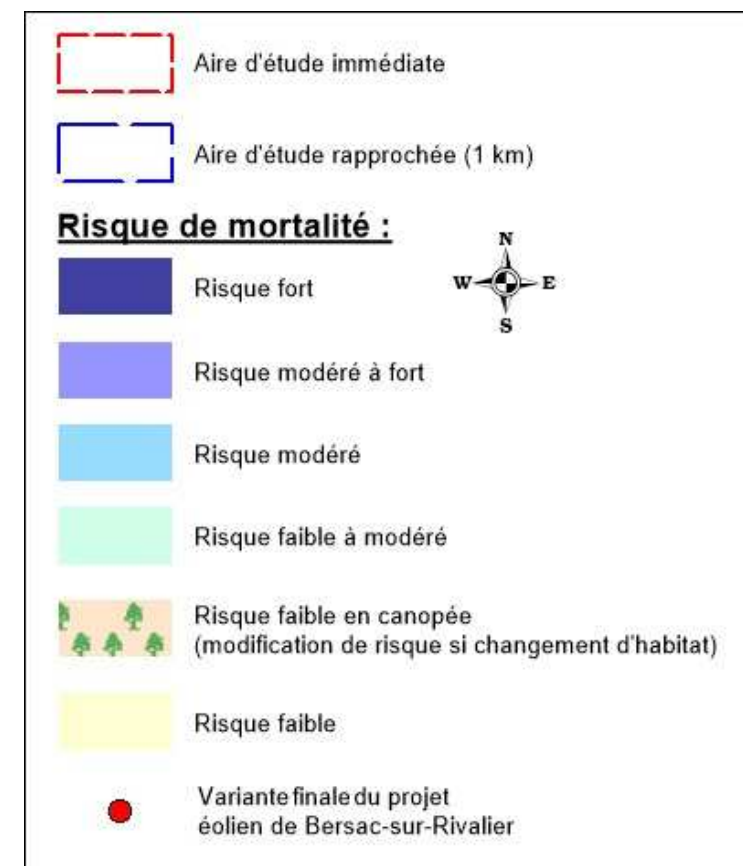 Aire d'étude immédiate
Aire d'étude rapprochée (1 km)
Risque de mortalité :
N
W E
S
Risque fort
Risque modéré à fort
Risque modéré
Risque faible à modéré
Risque faible en canopée
(modification de risque si changement d'habitat)
Risque faible
Variante finale du projet
éolien de Bersac-sur-Rivalier